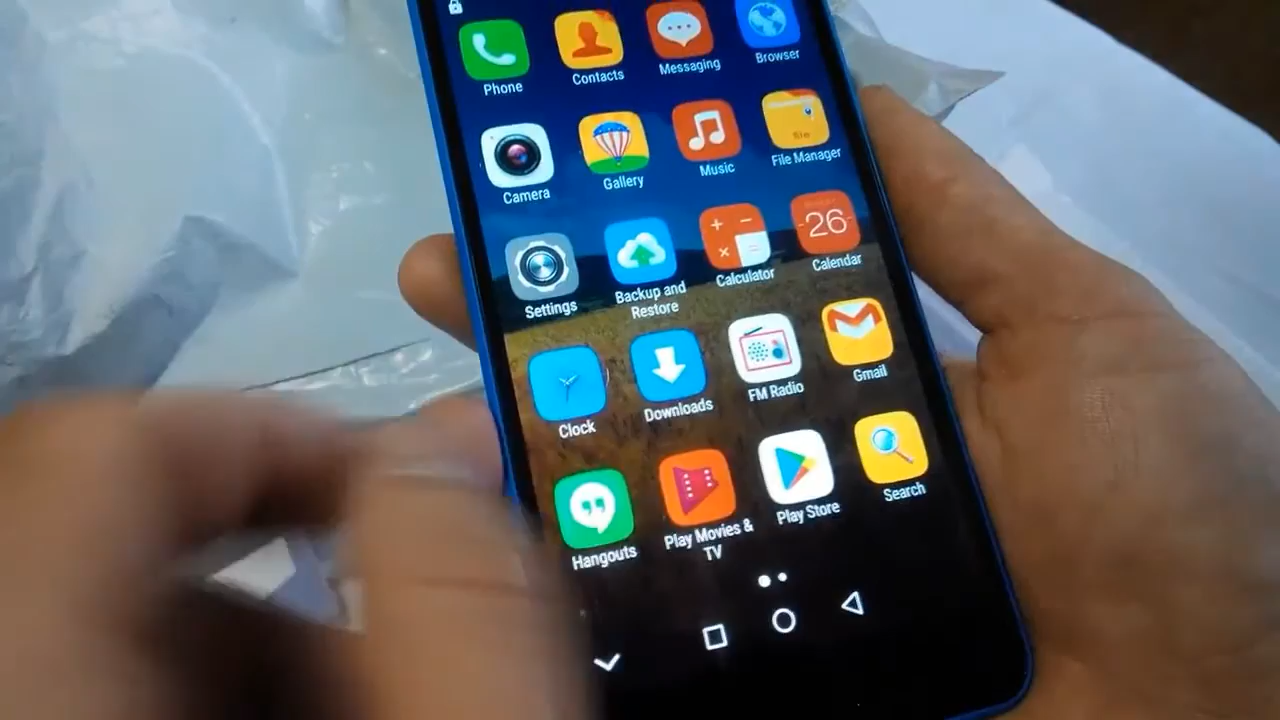 Phone
Contacts
Messaging
Browser
Camera
Gallery
Music
File Manager
Settings
Backup and
Restore
Calculator
26
Calendar
Clock
Downloads
FM Radio
Gmail
Hangouts
Play Movies &
TV
Play Store
Search